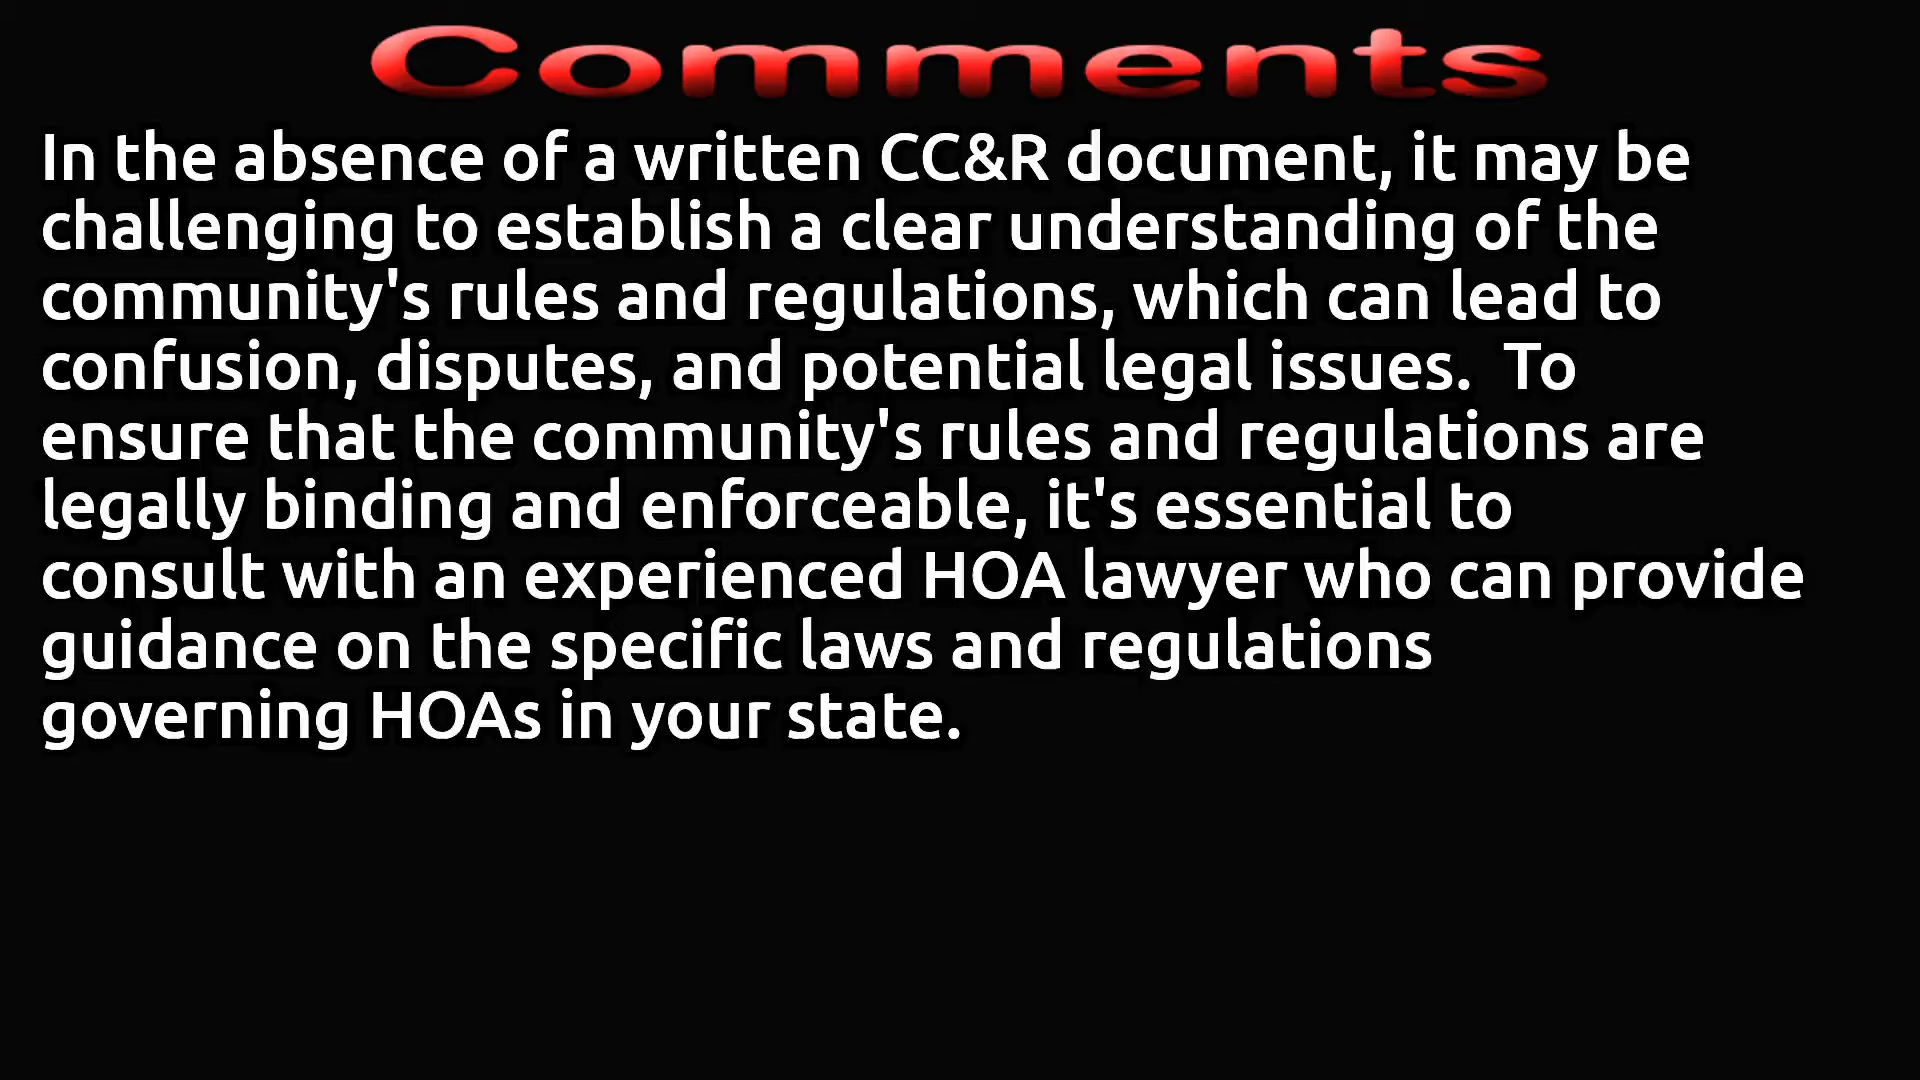 Comments
In the absence of a written CC&R document, it may be
challenging to establish a clear understanding of the
community's rules and regulations, which can lead to
confusion, disputes, and potential legal issues.  To
ensure that the community's rules and regulations are
legally binding and enforceable, it's essential to
consult with an experienced HOA lawyer who can provide
guidance on the specific laws and regulations
governing HOAs in your state.